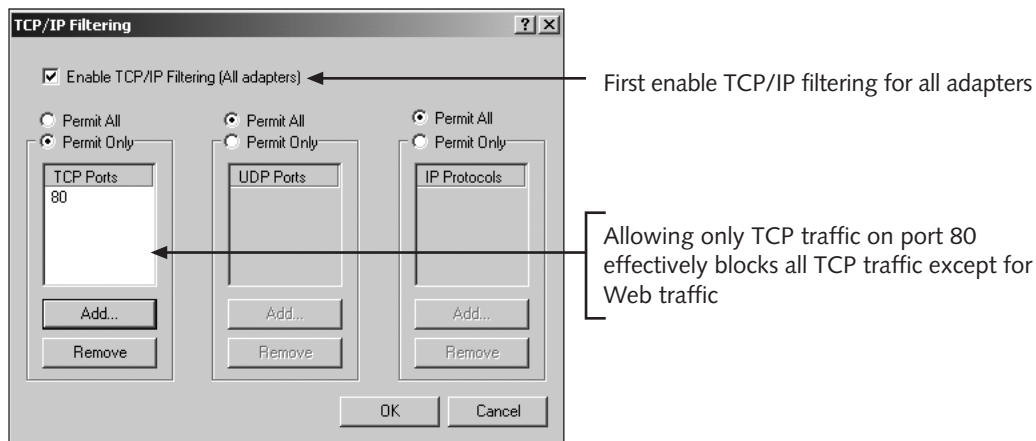 TCP/IP Filtering
Enable TCP/IP Filtering (All adapters)
First enable TCP/IP filtering for all adapters
Permit All
Permit Only
TCP Ports
80
Add...
Remove
Permit All
Permit Only
UDP Ports
Add...
Remove
Permit All
Permit Only
IP Protocols
Add...
Remove
Allowing only TCP traffic on port 80
effectively blocks all TCP traffic except for
Web traffic
OK
Cancel